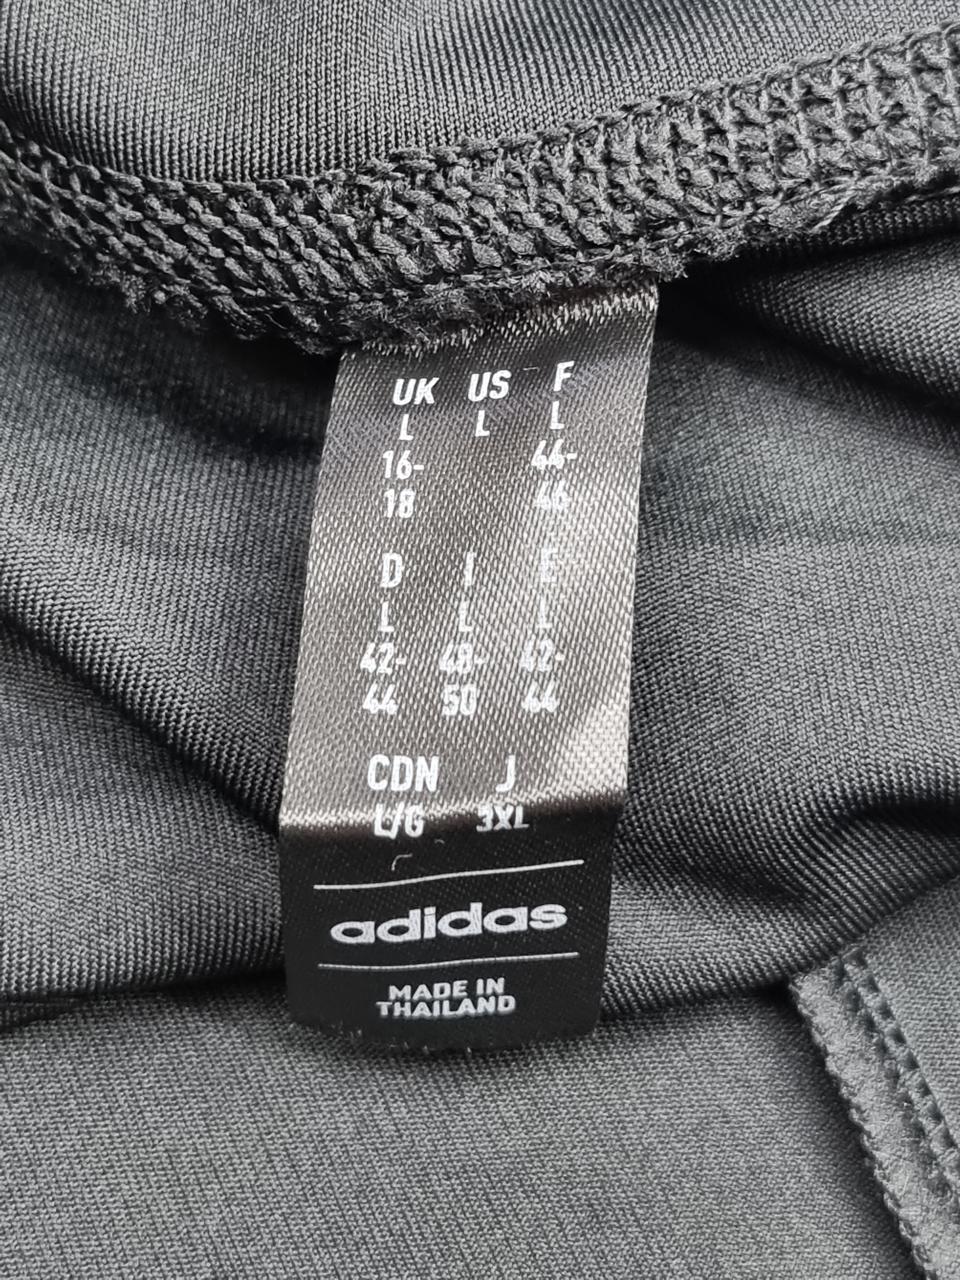 UK US F
L L L
16- 44-
18 46
D I E
L L L
42- 48- 42-
44 50 44
CDN J
L/G 3XL
adidas
MADE IN
THAILAND